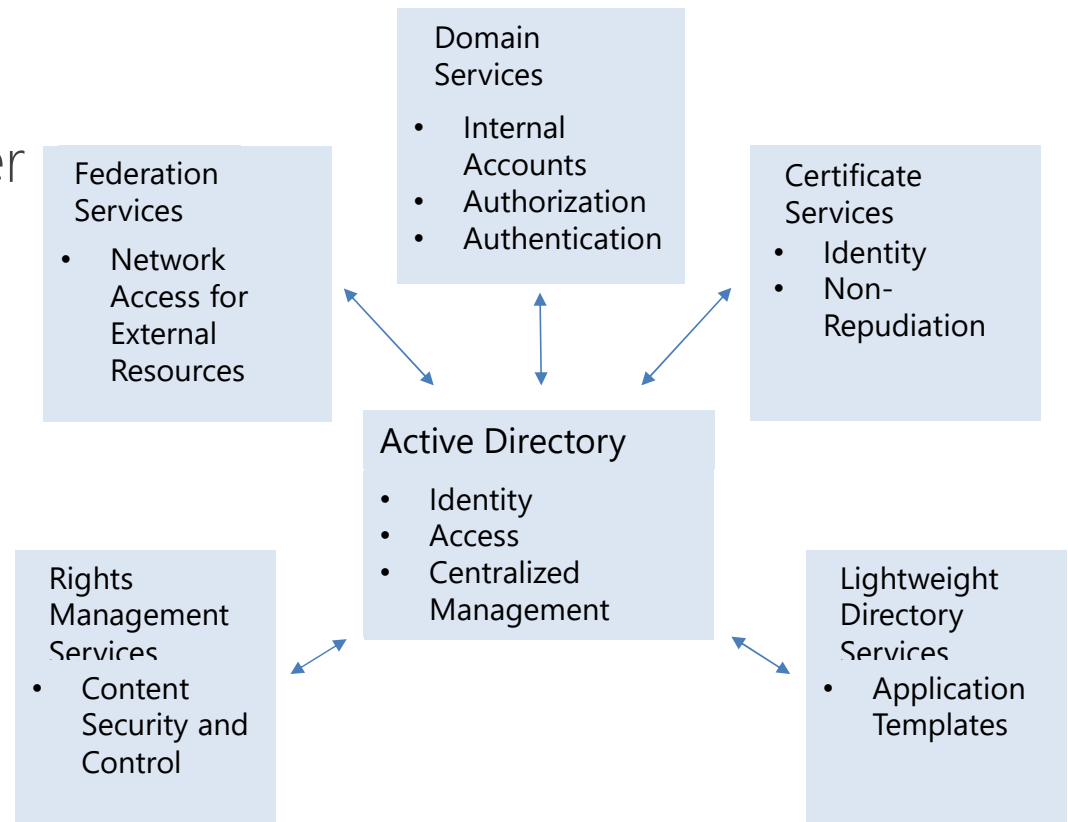 er
Domain
Services
• Internal
Accounts
• Authorization
• Authentication
Federation
Services
• Network
Access for
External
Resources
Certificate
Services
• Identity
• Non-
Repudiation
Active Directory
• Identity
• Access
• Centralized
Management
Rights
Management
Services
• Content
Security and
Control
Lightweight
Directory
Services
• Application
Templates